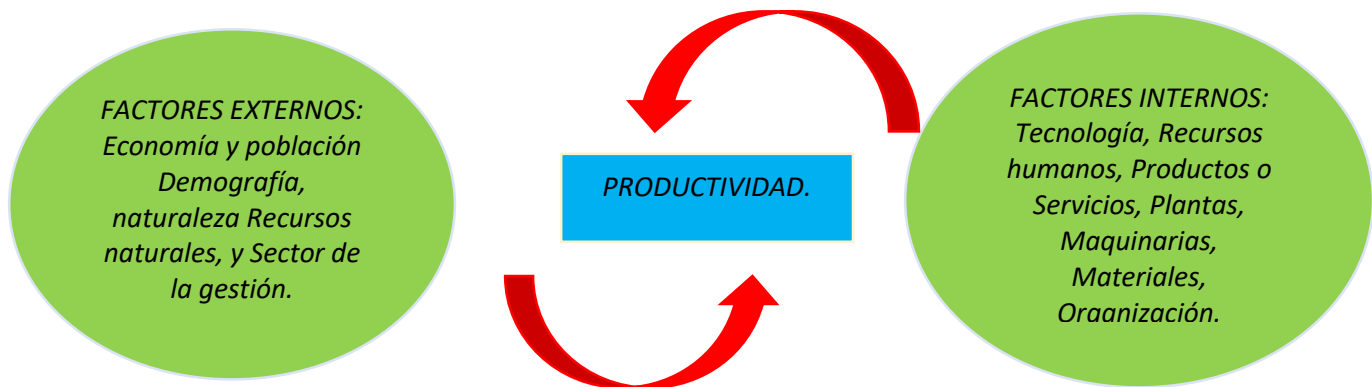 FACTORES EXTERNOS:
Economía y población
Demografía,
naturaleza Recursos
naturales, y Sector de
la gestión.
PRODUCTIVIDAD.
FACTORES INTERNOS:
Tecnología, Recursos
humanos, Productos o
Servicios, Plantas,
Maquinarias,
Materiales,
Organización.